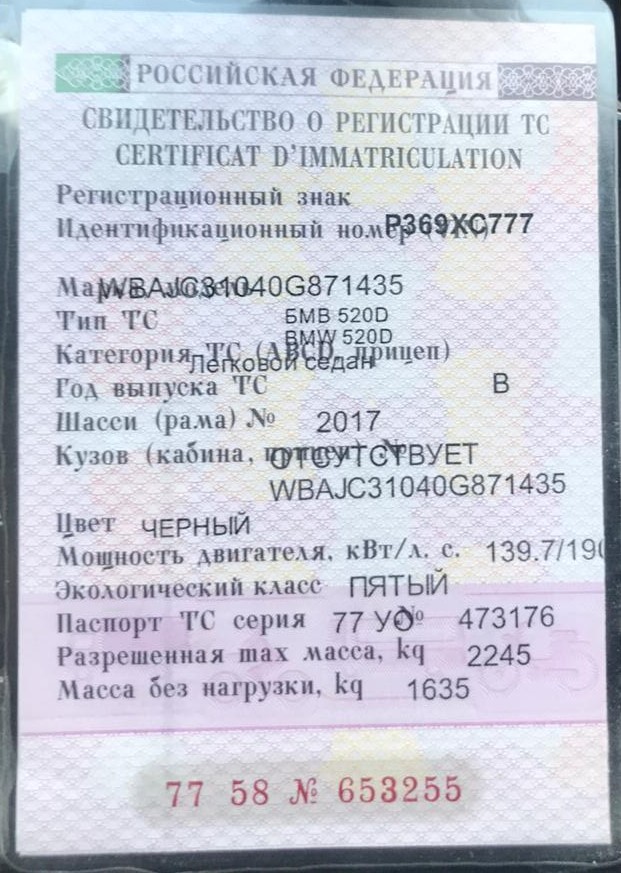 РОССИЙСКАЯ ФЕДЕРАЦИЯ
СВИДЕТЕЛЬСТВО О РЕГИСТРАЦИИ ТС
CERTIFICAT D'IMMATRICULATION
Регистрационный знак
Идентификационный номер (VIN) Р369ХС777
Марка, модель WBAJC31040G871435
Тип ТС БМВ 520D
BMW 520D
Категория ТС (ABCD, прицеп) Легковой седан
Год выпуска ТС B
Шасси (рама) № 2017
Кузов (кабина, прицеп) № ОТСУТСТВУЕТ
WBAJC31040G871435
Цвет ЧЕРНЫЙ
Мощность двигателя, кВт/л. с. 139.7/190
Экологический класс ПЯТЫЙ
Паспорт ТС серия 77 УО № 473176
Разрешенная max масса, kg 2245
Масса без нагрузки, kg 1635
77 58 № 653255